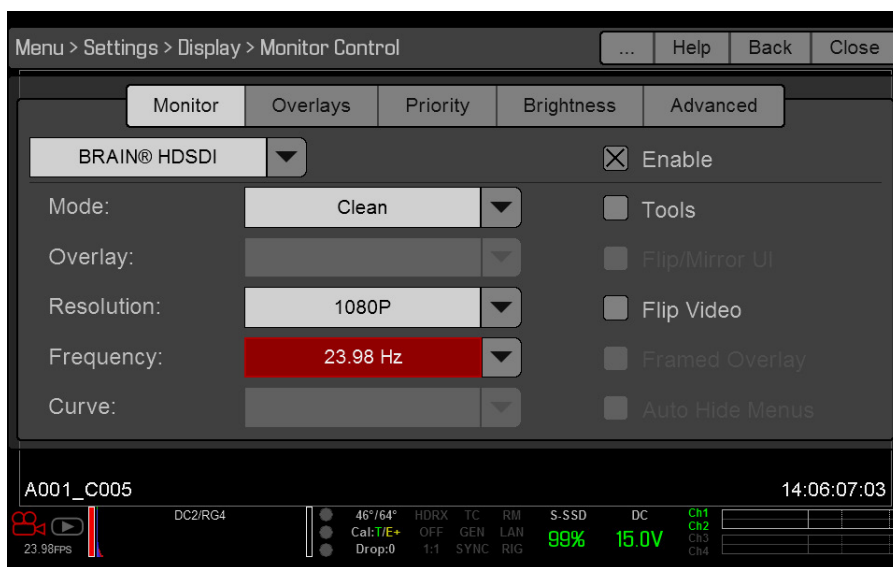 Menu > Settings > Display > Monitor Control
... Help Back Close
Monitor Overlays Priority Brightness Advanced
BRAIN® HDSDI Enable
Mode: Clean Tools
Overlay: Flip/Mirror UI
Resolution: 1080P Flip Video
Frequency: 23.98 Hz Framed Overlay
Curve: Auto Hide Menus
A001_C005 14:06:07:03
DC2/RG4 46°/64° HDRX TC RM S-SSD DC Ch1
Cal:T/E+ OFF GEN LAN 99% 15.0V Ch2
23.98FPS Drop:0 1:1 SYNC RIG Ch3
Ch4